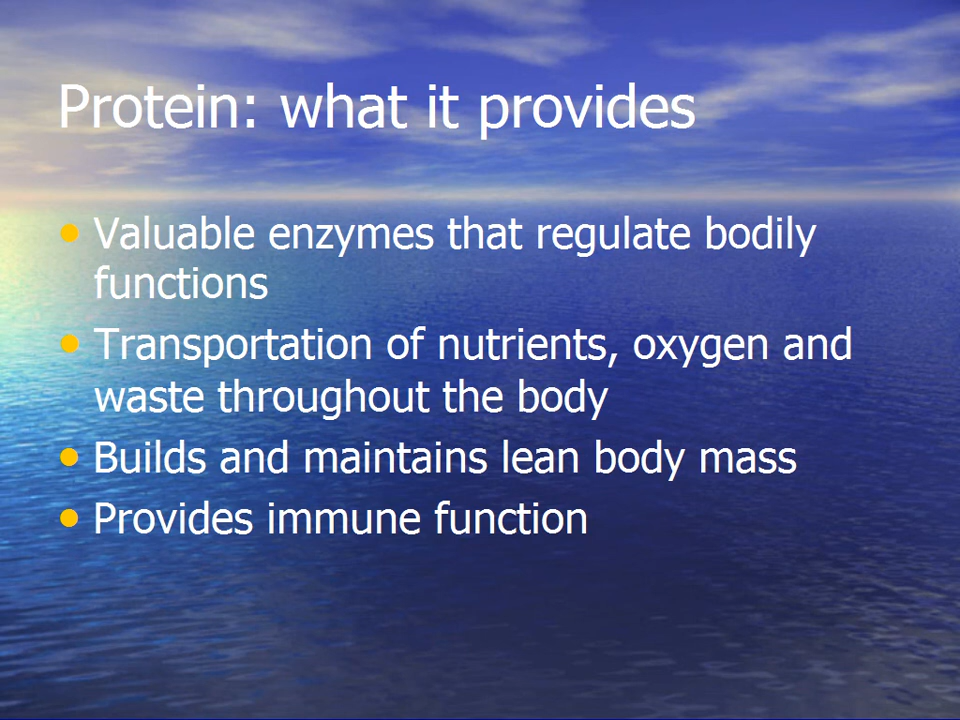 Protein: what it provides
• Valuable enzymes that regulate bodily
functions
• Transportation of nutrients, oxygen and
waste throughout the body
• Builds and maintains lean body mass
• Provides immune function